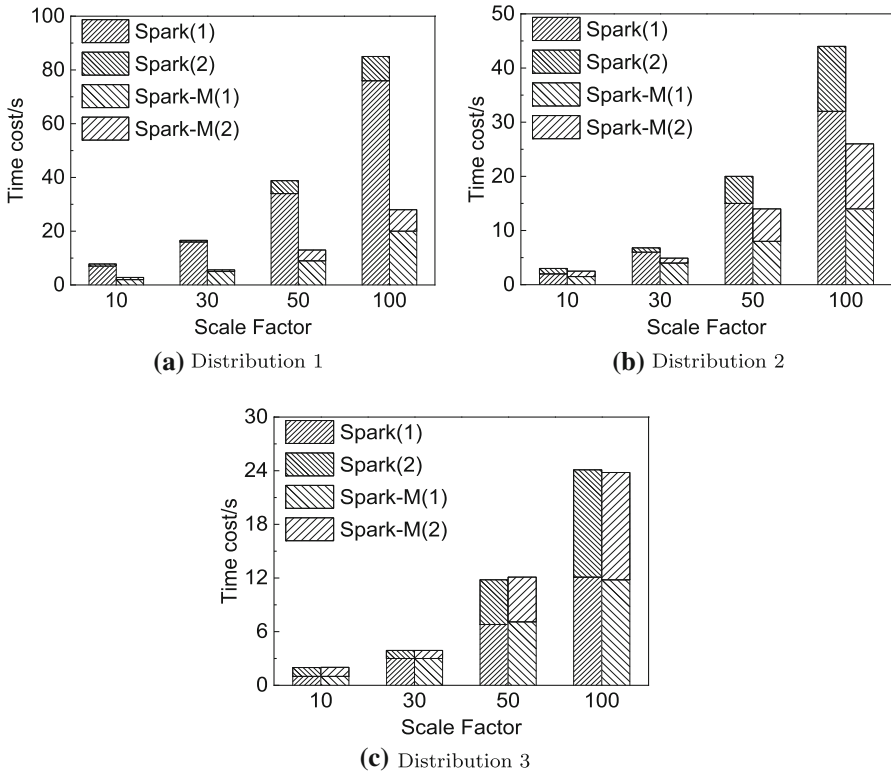 100
80
60
40
20
0
Time cost/s
Spark(1)
Spark(2)
Spark-M(1)
Spark-M(2)
10 30 50 100
Scale Factor
(a) Distribution 1
50
40
30
20
10
0
Time cost/s
Spark(1)
Spark(2)
Spark-M(1)
Spark-M(2)
10 30 50 100
Scale Factor
(b) Distribution 2
30
24
18
12
6
0
Time cost/s
Spark(1)
Spark(2)
Spark-M(1)
Spark-M(2)
10 30 50 100
Scale Factor
(c) Distribution 3